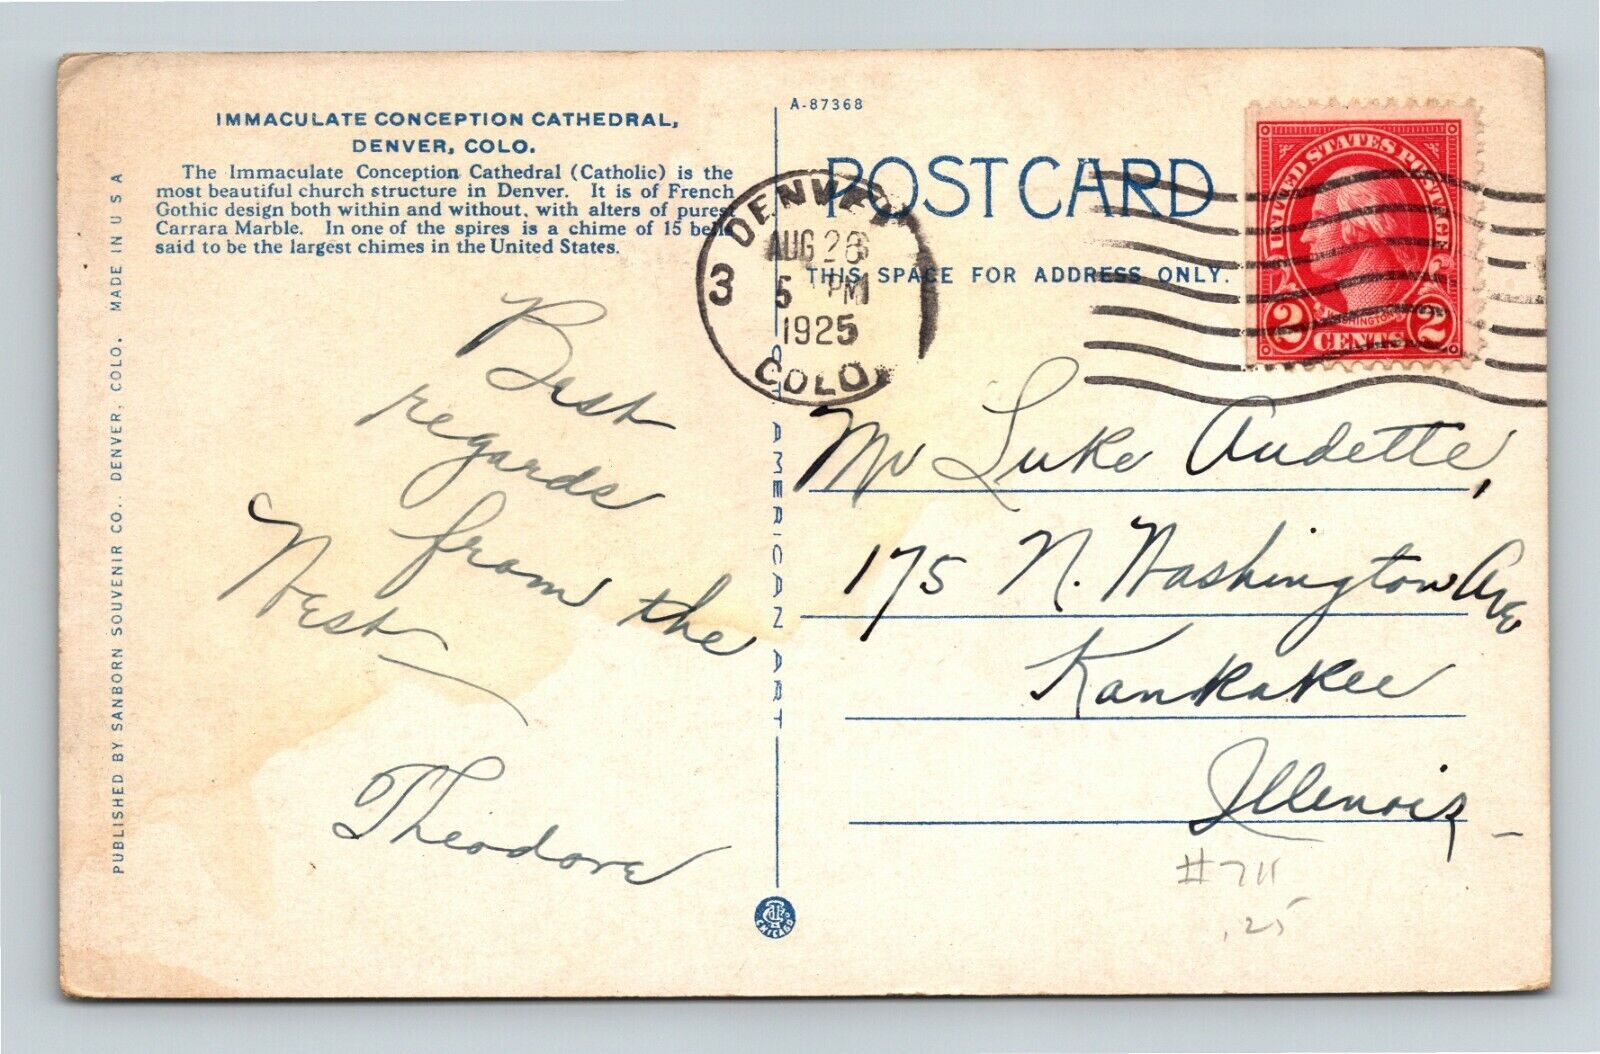 IMMACULATE CONCEPTION CATHEDRAL,
DENVER, COLO.
The Immaculate Conception Cathedral (Catholic) is the
most beautiful church structure in Denver. It is of French
Gothic design both within and without, with alters of purest
Carrara Marble. In one of the spires is a chime of 15 bells
said to be the largest chimes in the United States.
PUBLISHED BY SANBORN SOUVENIR CO., DENVER, COLO. MADE IN U S A
Best
regards
from the
West
Theodore
A-87368
POST CARD
THIS SPACE FOR ADDRESS ONLY.
DENVER
AUG 26
5 PM
1925
COLO.
3
C. T. AMERICAN ART
CHICAGO
UNITED STATES POSTAGE
WASHINGTON
2 CENTS 2
Mr Luke Audette,
175 N. Washington Ave
Kankakee
Illenois
#711
.25